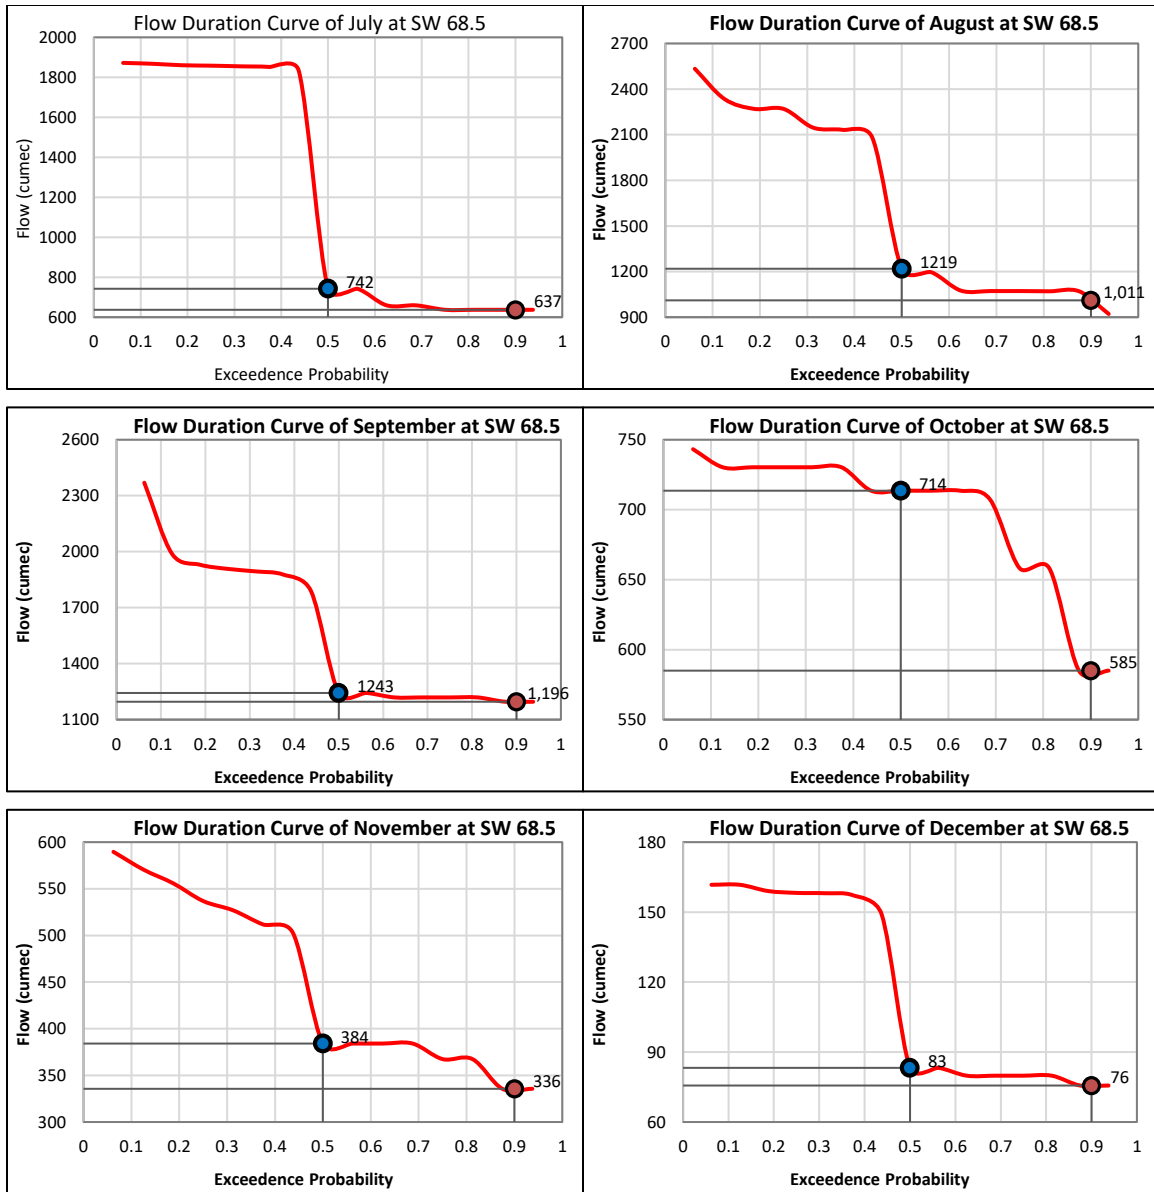 Flow Duration Curve of July at SW 68.5
2000
1800
1600
1400
1200
1000
800
600
Flow (cumec)
742
637
0 0.1 0.2 0.3 0.4 0.5 0.6 0.7 0.8 0.9 1
Exceedence Probability
Flow Duration Curve of August at SW 68.5
2700
2400
2100
1800
1500
1200
900
Flow (cumec)
1219
1,011
0 0.1 0.2 0.3 0.4 0.5 0.6 0.7 0.8 0.9 1
Exceedence Probability
Flow Duration Curve of September at SW 68.5
2600
2300
2000
1700
1400
1100
Flow (cumec)
1243
1,196
0 0.1 0.2 0.3 0.4 0.5 0.6 0.7 0.8 0.9 1
Exceedence Probability
Flow Duration Curve of October at SW 68.5
750
700
650
600
550
Flow (cumec)
714
585
0 0.1 0.2 0.3 0.4 0.5 0.6 0.7 0.8 0.9 1
Exceedence Probability
Flow Duration Curve of November at SW 68.5
600
550
500
450
400
350
300
Flow (cumec)
384
336
0 0.1 0.2 0.3 0.4 0.5 0.6 0.7 0.8 0.9 1
Exceedence Probability
Flow Duration Curve of December at SW 68.5
180
150
120
90
60
Flow (cumec)
83
76
0 0.1 0.2 0.3 0.4 0.5 0.6 0.7 0.8 0.9 1
Exceedence Probability